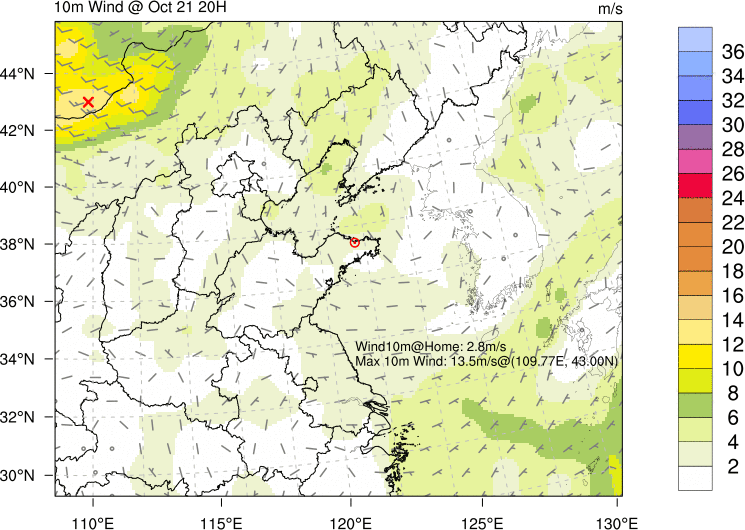 10m Wind @ Oct 21 20H
m/s
44°N
42°N
40°N
38°N
36°N
34°N
32°N
30°N
Wind10m@Home: 2.8m/s
Max 10m Wind: 13.5m/s@(109.77E, 43.00N)
110°E
115°E
120°E
125°E
130°E
36
34
32
30
28
26
24
22
20
18
16
14
12
10
8
6
4
2